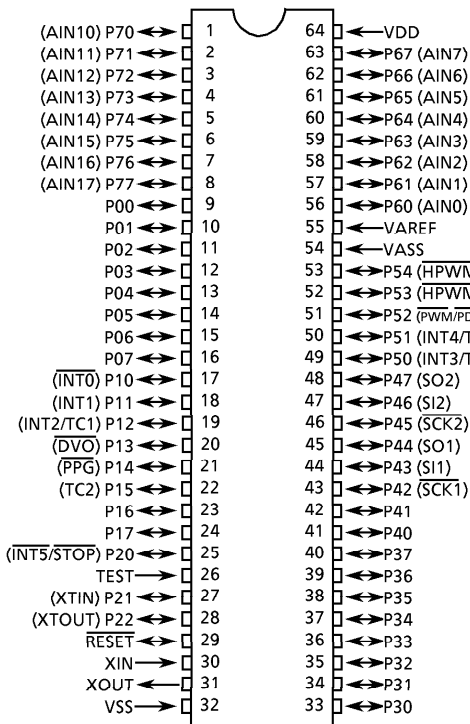 (AIN10) P70 1 64 VDD
(AIN11) P71 2 63 P67 (AIN7)
(AIN12) P72 3 62 P66 (AIN6)
(AIN13) P73 4 61 P65 (AIN5)
(AIN14) P74 5 60 P64 (AIN4)
(AIN15) P75 6 59 P63 (AIN3)
(AIN16) P76 7 58 P62 (AIN2)
(AIN17) P77 8 57 P61 (AIN1)
P00 9 56 P60 (AIN0)
P01 10 55 VAREF
P02 11 54 VASS
P03 12 53 P54 (HPWM
P04 13 52 P53 (HPWM
P05 14 51 P52 (PWM/PD
P06 15 50 P51 (INT4/T
P07 16 49 P50 (INT3/T
(INT0) P10 17 48 P47 (SO2)
(INT1) P11 18 47 P46 (SI2)
(INT2/TC1) P12 19 46 P45 (SCK2)
(DVO) P13 20 45 P44 (SO1)
(PPG) P14 21 44 P43 (SI1)
(TC2) P15 22 43 P42 (SCK1)
P16 23 42 P41
P17 24 41 P40
(INT5/STOP) P20 25 40 P37
TEST 26 39 P36
(XTIN) P21 27 38 P35
(XTOUT) P22 28 37 P34
RESET 29 36 P33
XIN 30 35 P32
XOUT 31 34 P31
VSS 32 33 P30